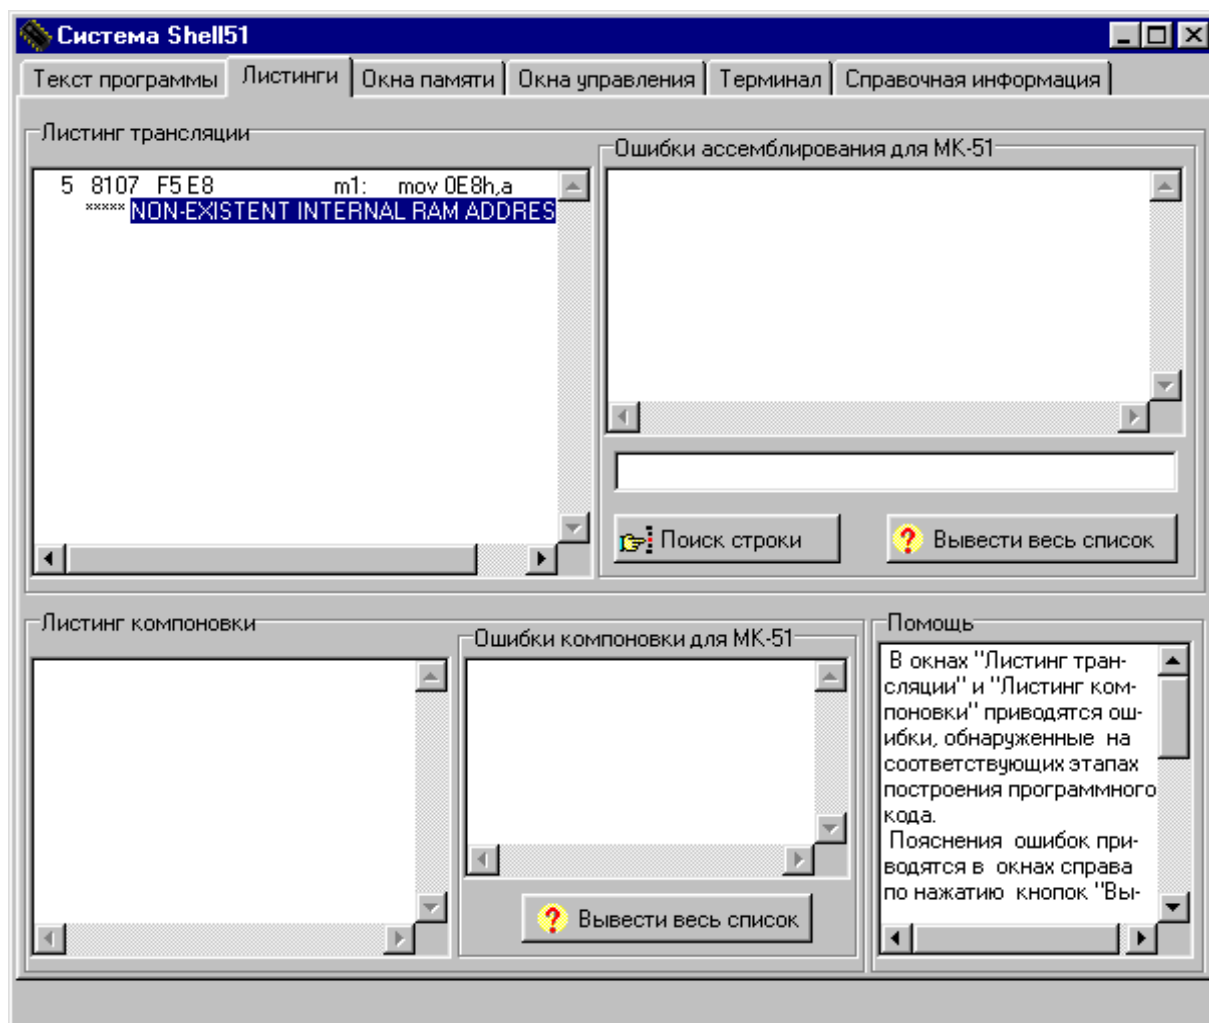 Система Shell51
Текст программы Листинги Окна памяти Окна управления Терминал Справочная информация
Листинг трансляции
5 8107 F5 E8 m1: mov 0E8h,a
***** NON-EXISTENT INTERNAL RAM ADDRES
Ошибки ассемблирования для МК-51
Поиск строки
Вывести весь список
Листинг компоновки
Ошибки компоновки для МК-51
Вывести весь список
Помощь
В окнах "Листинг тран-
сляции" и "Листинг ком-
поновки" приводятся ош-
ибки, обнаруженные на
соответствующих этапах
построения программного
кода.
Пояснения ошибок при-
водятся в окнах справа
по нажатию кнопок "Вы-